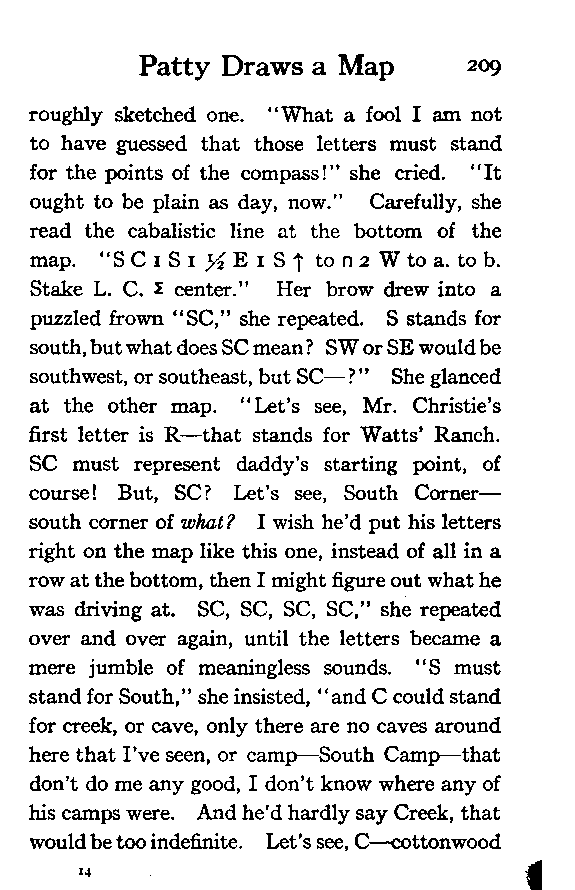 Patty Draws a Map 209
roughly sketched one. “What a fool I am not
to have guessed that those letters must stand
for the points of the compass!” she cried. “It
ought to be plain as day, now.” Carefully, she
read the cabalistic line at the bottom of the
map. “S C 1 S 1 ½ E 1 S ↑ to n 2 W to a. to b.
Stake L. C. Σ center.” Her brow drew into a
puzzled frown “SC,” she repeated. S stands for
south, but what does SC mean? SW or SE would be
southwest, or southeast, but SC—?” She glanced
at the other map. “Let’s see, Mr. Christie’s
first letter is R—that stands for Watts’ Ranch.
SC must represent daddy’s starting point, of
course! But, SC? Let’s see, South Corner—
south corner of what? I wish he’d put his letters
right on the map like this one, instead of all in a
row at the bottom, then I might figure out what he
was driving at. SC, SC, SC, SC,” she repeated
over and over again, until the letters became a
mere jumble of meaningless sounds. “S must
stand for South,” she insisted, “and C could stand
for creek, or cave, only there are no caves around
here that I’ve seen, or camp—South Camp—that
don’t do me any good, I don’t know where any of
his camps were. And he’d hardly say Creek, that
would be too indefinite. Let’s see, C—cottonwood
14